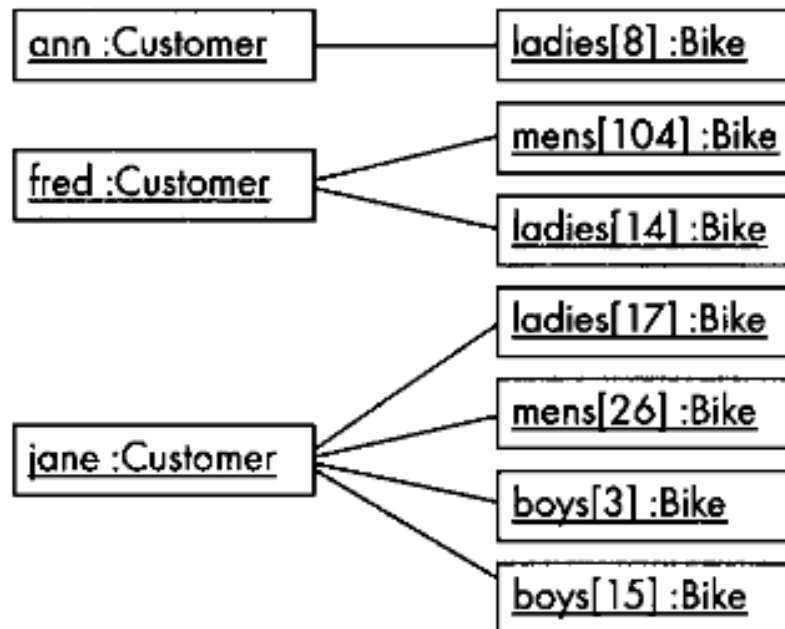 ann :Customer
ladies[8] :Bike
fred :Customer
mens[104] :Bike
ladies[14] :Bike
jane :Customer
ladies[17] :Bike
mens[26] :Bike
boys[3] :Bike
boys[15] :Bike